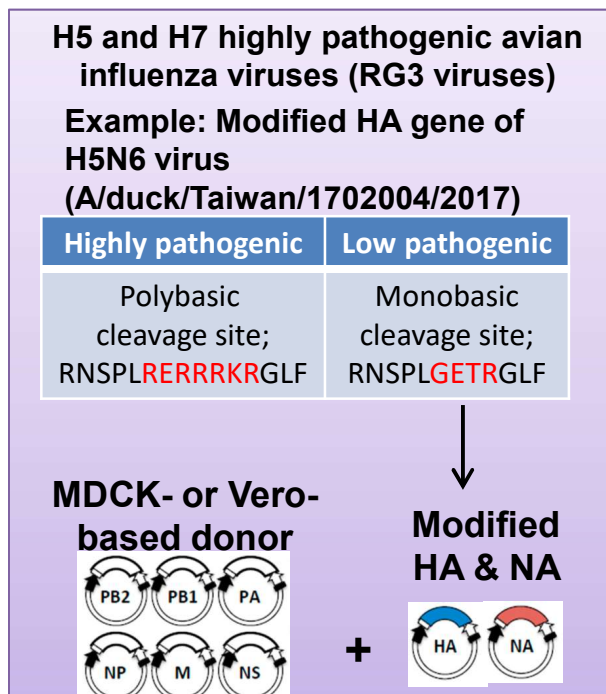 H5 and H7 highly pathogenic avian
influenza viruses (RG3 viruses)
Example: Modified HA gene of
H5N6 virus
(A/duck/Taiwan/1702004/2017)
Highly pathogenic
Low pathogenic
Polybasic
cleavage site;
RNSPLRERRRKRGLF
Monobasic
cleavage site;
RNSPLGETRGLF
MDCK- or Vero-
based donor
PB2 PB1 PA
NP M NS
+
Modified
HA & NA
HA NA